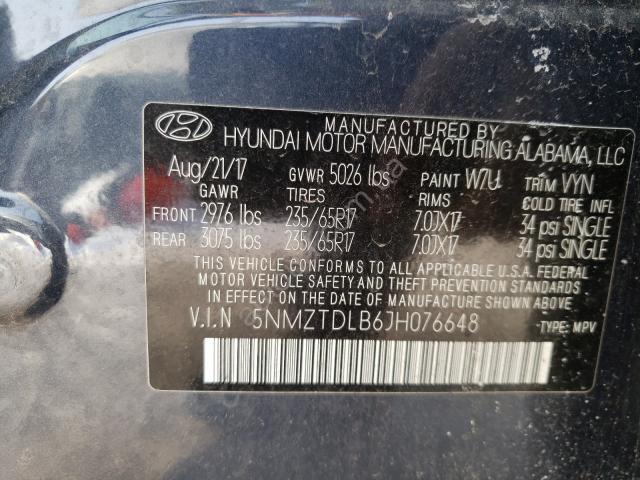 MANUFACTURED BY
HYUNDAI MOTOR MANUFACTURING ALABAMA, LLC
Aug/21/17 GVWR 5026 lbs PAINT W7U TRIM VYN
GAWR TIRES RIMS COLD TIRE INFL
FRONT 2976 lbs 235/65R17 7.0JX17 34 psi SINGLE
REAR 3075 lbs 235/65R17 7.0JX17 34 psi SINGLE
THIS VEHICLE CONFORMS TO ALL APPLICABLE U.S.A. FEDERAL
MOTOR VEHICLE SAFETY AND THEFT PREVENTION STANDARDS
IN EFFECT ON THE DATE OF MANUFACTURE SHOWN ABOVE.
V.I.N 5NMZTDLB6JH076648 TYPE: MPV